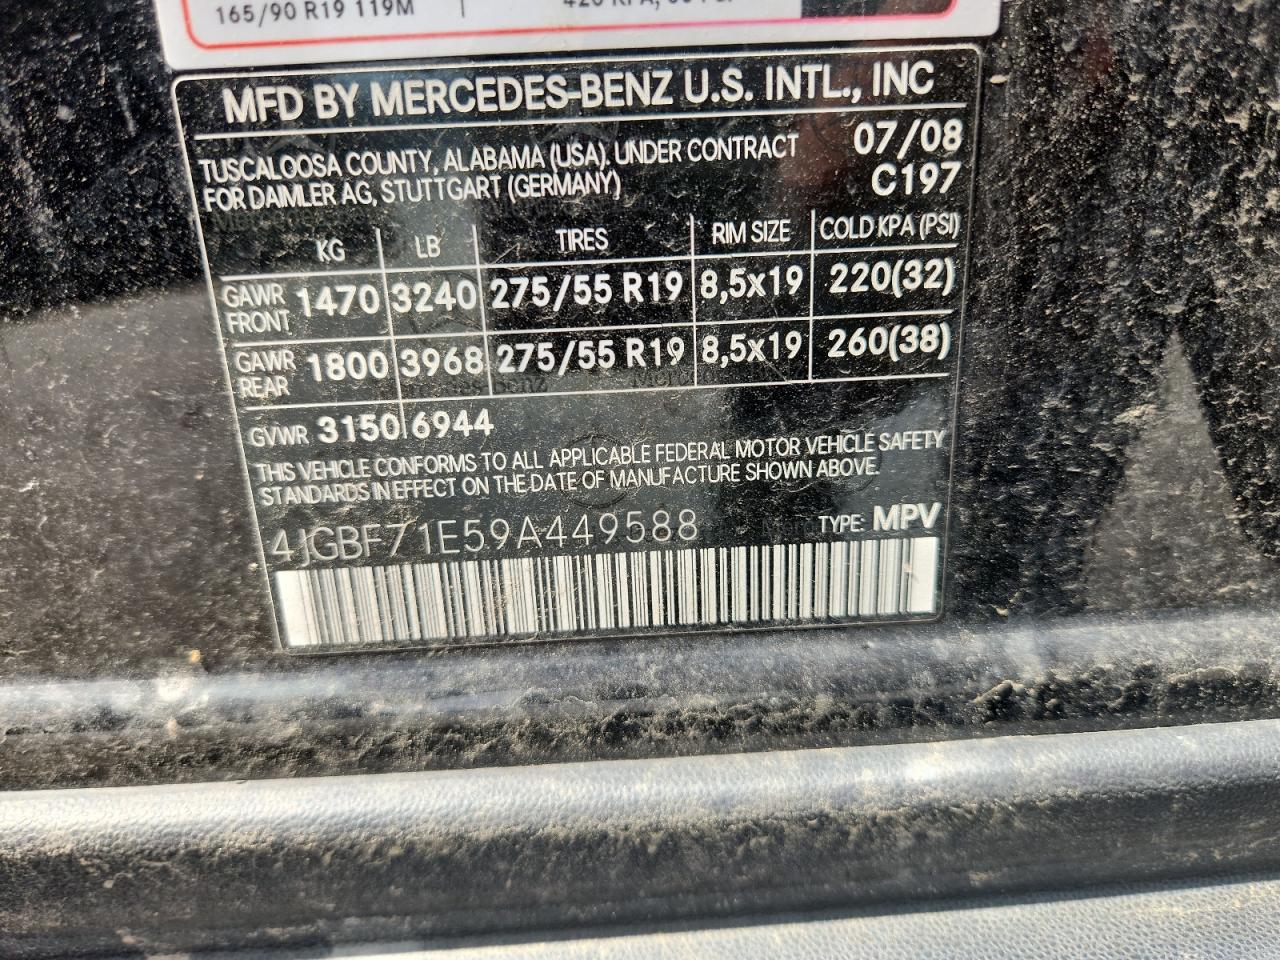 165/90 R19 119M
MFD BY MERCEDES-BENZ U.S. INTL., INC
TUSCALOOSA COUNTY, ALABAMA (USA). UNDER CONTRACT 07/08
FOR DAIMLER AG, STUTTGART (GERMANY) C197
KG LB TIRES RIM SIZE COLD KPA (PSI)
GAWR FRONT 1470 3240 275/55 R19 8,5x19 220(32)
GAWR REAR 1800 3968 275/55 R19 8,5x19 260(38)
GVWR 3150 6944
THIS VEHICLE CONFORMS TO ALL APPLICABLE FEDERAL MOTOR VEHICLE SAFETY
STANDARDS IN EFFECT ON THE DATE OF MANUFACTURE SHOWN ABOVE.
4JGBF71E59A449588 TYPE: MPV